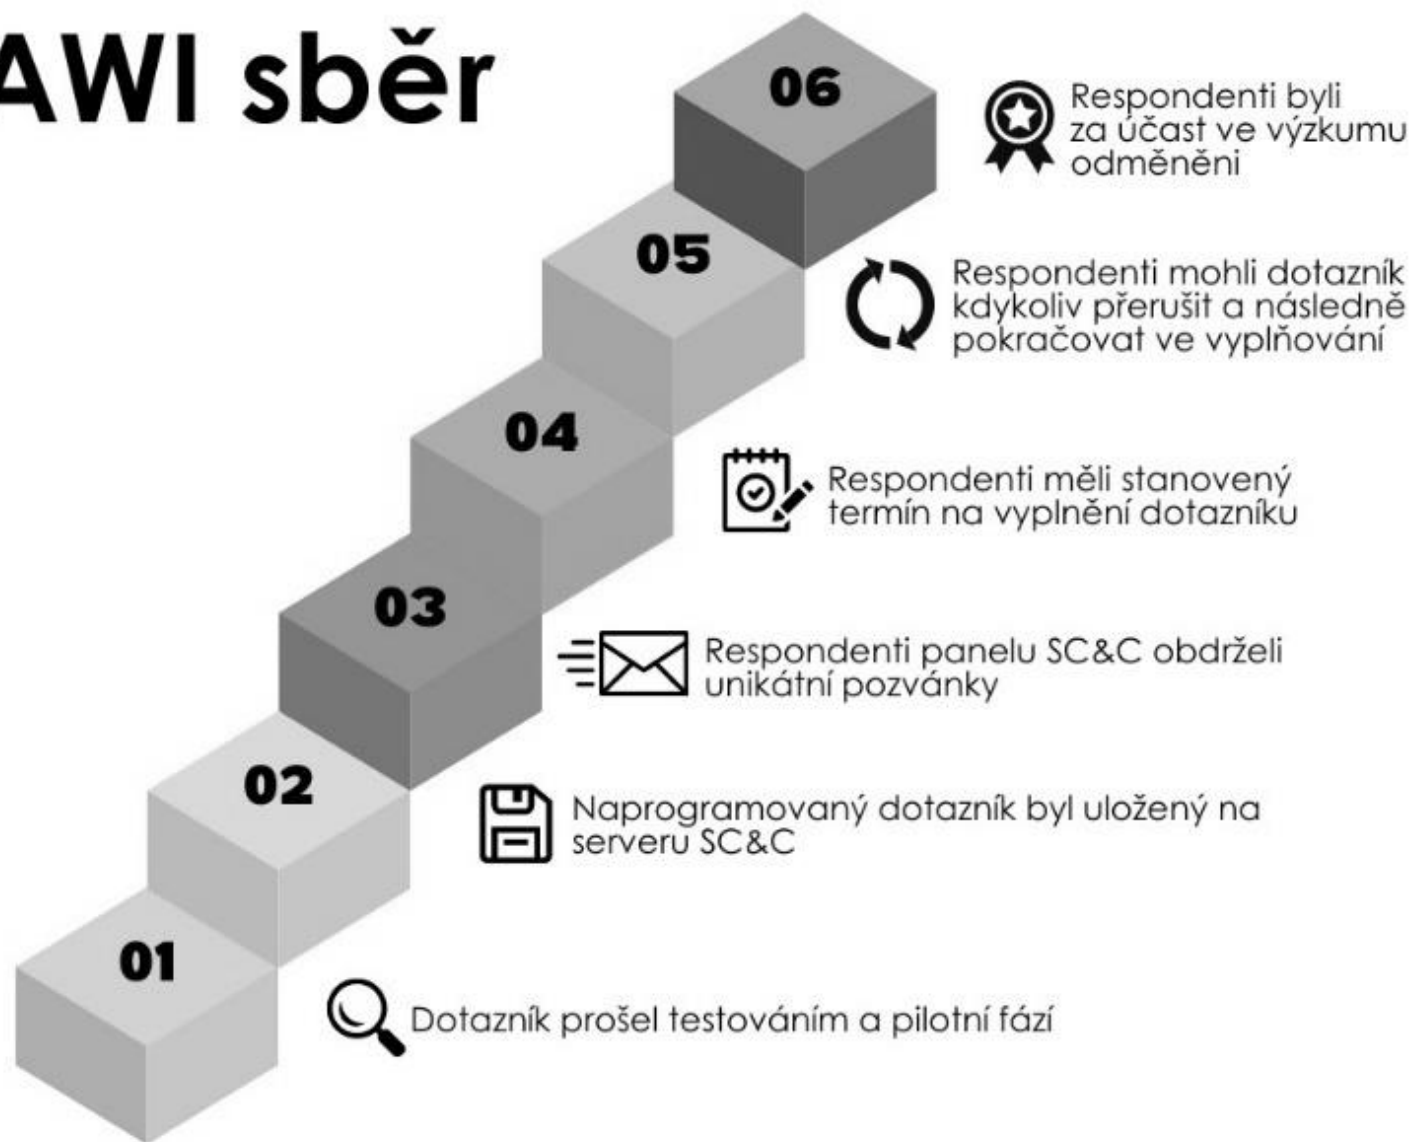 AWI sběr
06
Respondenti byli
za účast ve výzkumu
odměněni
05
Respondenti mohli dotazník
kdykoliv přerušit a následně
pokračovat ve vyplňování
04
Respondenti měli stanovený
termín na vyplnění dotazníku
03
Respondenti panelu SC&C obdrželi
unikátní pozvánky
02
Naprogramovaný dotazník byl uložený na
serveru SC&C
01
Dotazník prošel testováním a pilotní fází